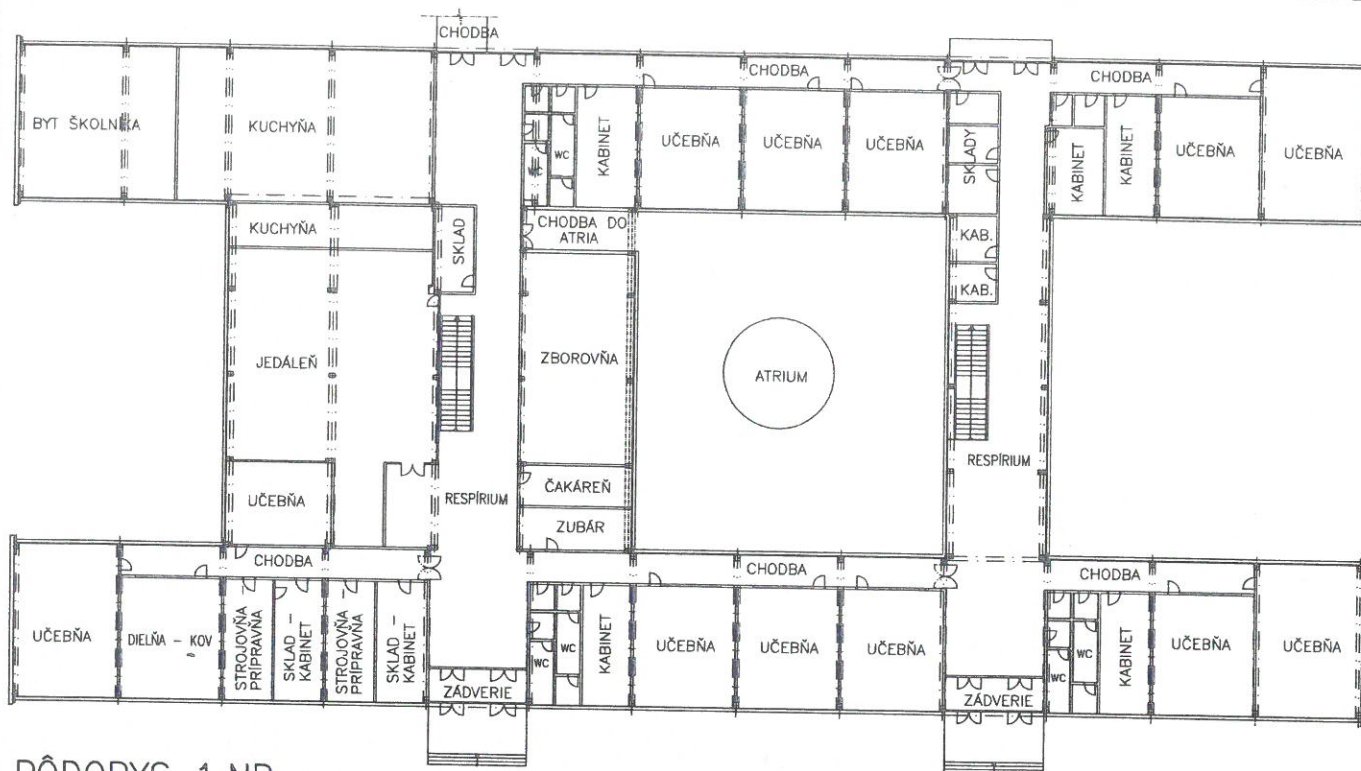 CHODBA
CHODBA
CHODBA
BYT ŠKOLNÍKA
KUCHYŇA
WC
KABINET
UČEBŇA
UČEBŇA
UČEBŇA
SKLADY
KABINET
KABINET
UČEBŇA
UČEBŇA
KUCHYŇA
SKLAD
CHODBA DO
ATRIA
KAB.
KAB.
JEDÁLEŇ
ZBOROVŇA
ATRIUM
RESPÍRIUM
UČEBŇA
RESPÍRIUM
ČAKÁREŇ
ZUBÁR
CHODBA
CHODBA
CHODBA
UČEBŇA
DIELŇA – KOV
STROJOVŇA
PRÍPRAVŇA
SKLAD –
KABINET
STROJOVŇA
PRÍPRAVŇA
SKLAD –
KABINET
WC
WC
KABINET
UČEBŇA
UČEBŇA
UČEBŇA
WC
WC
KABINET
UČEBŇA
UČEBŇA
ZÁDVERIE
ZÁDVERIE
PÔDORYS 1.NP